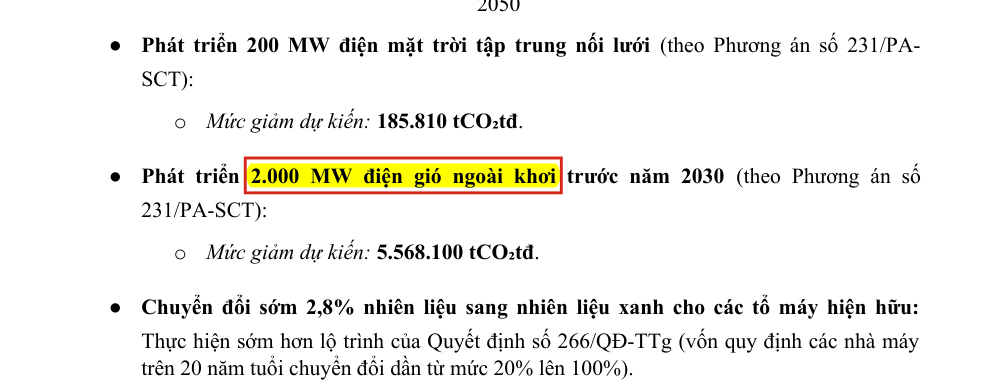 2050
● Phát triển 200 MW điện mặt trời tập trung nối lưới (theo Phương án số 231/PA-
SCT):
○ Mức giảm dự kiến: 185.810 tCO₂tđ.
● Phát triển 2.000 MW điện gió ngoài khơi trước năm 2030 (theo Phương án số
231/PA-SCT):
○ Mức giảm dự kiến: 5.568.100 tCO₂tđ.
● Chuyển đổi sớm 2,8% nhiên liệu sang nhiên liệu xanh cho các tổ máy hiện hữu:
Thực hiện sớm hơn lộ trình của Quyết định số 266/QĐ-TTg (vốn quy định các nhà máy
trên 20 năm tuổi chuyển đổi dần từ mức 20% lên 100%).